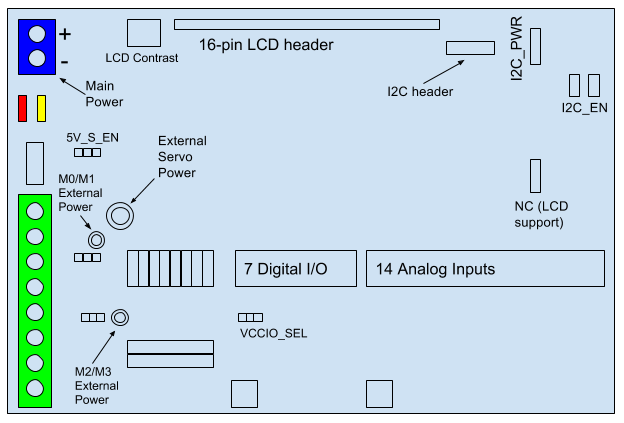 +
-
Main
Power
LCD Contrast
16-pin LCD header
I2C header
I2C_PWR
I2C_EN
5V_S_EN
External
Servo
Power
M0/M1
External
Power
NC (LCD
support)
7 Digital I/O
14 Analog Inputs
VCCIO_SEL
M2/M3
External
Power